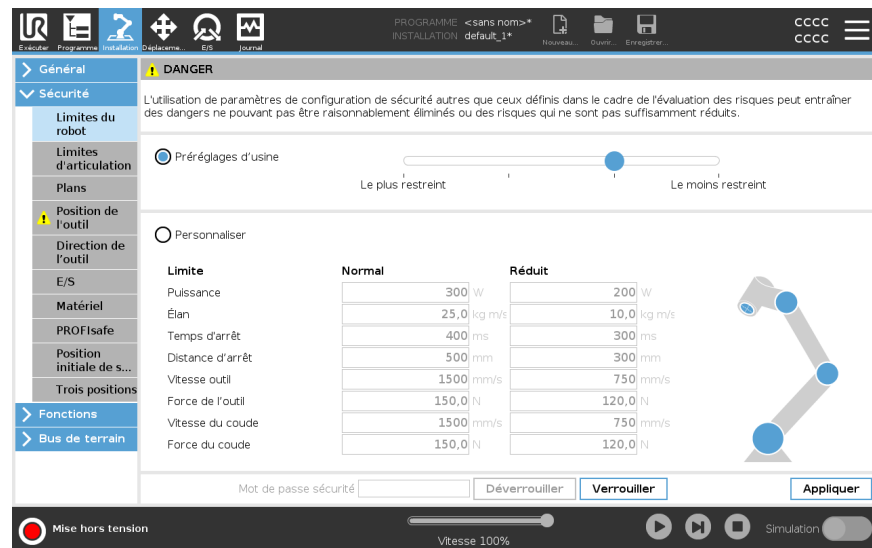 PROGRAMME <sans nom>*
INSTALLATION default_1*
Exécuter Programme Installation Déplaceme... E/S Journal
Nouveau... Ouvrir... Enregistrer...
CCCC
CCCC
Général
Sécurité
Limites du robot
Limites d'articulation
Plans
Position de l'outil
Direction de l'outil
E/S
Matériel
PROFIsafe
Position initiale de s...
Trois positions
Fonctions
Bus de terrain
DANGER
L'utilisation de paramètres de configuration de sécurité autres que ceux définis dans le cadre de l'évaluation des risques peut entraîner
des dangers ne pouvant pas être raisonnablement éliminés ou des risques qui ne sont pas suffisamment réduits.
Préréglages d'usine
Le plus restreint Le moins restreint
Personnaliser
Limite Normal Réduit
Puissance 300 W 200 W
Élan 25,0 kg m/s 10,0 kg m/s
Temps d'arrêt 400 ms 300 ms
Distance d'arrêt 500 mm 300 mm
Vitesse outil 1500 mm/s 750 mm/s
Force de l'outil 150,0 N 120,0 N
Vitesse du coude 1500 mm/s 750 mm/s
Force du coude 150,0 N 120,0 N
Mot de passe sécurité Déverrouiller Verrouiller Appliquer
Mise hors tension
Vitesse 100%
Simulation